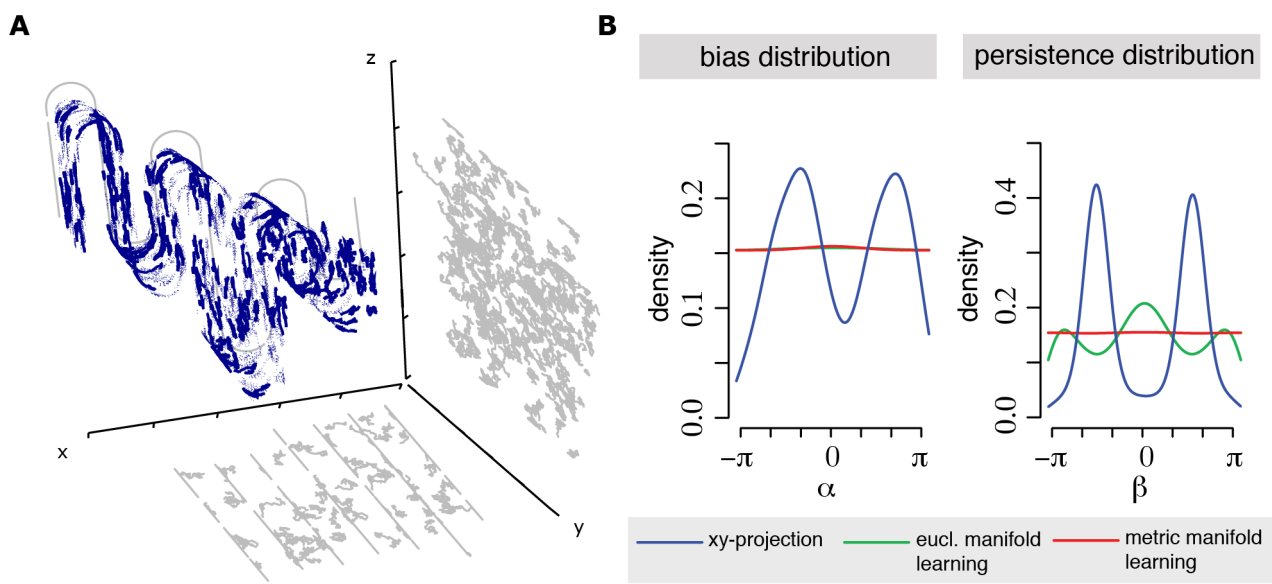 A
z
x
y
B
bias distribution
persistence distribution
density
0.0
0.1
0.2
−π
0
π
α
density
0.0
0.2
0.4
−π
0
π
β
xy-projection
eucl. manifold
learning
metric manifold
learning